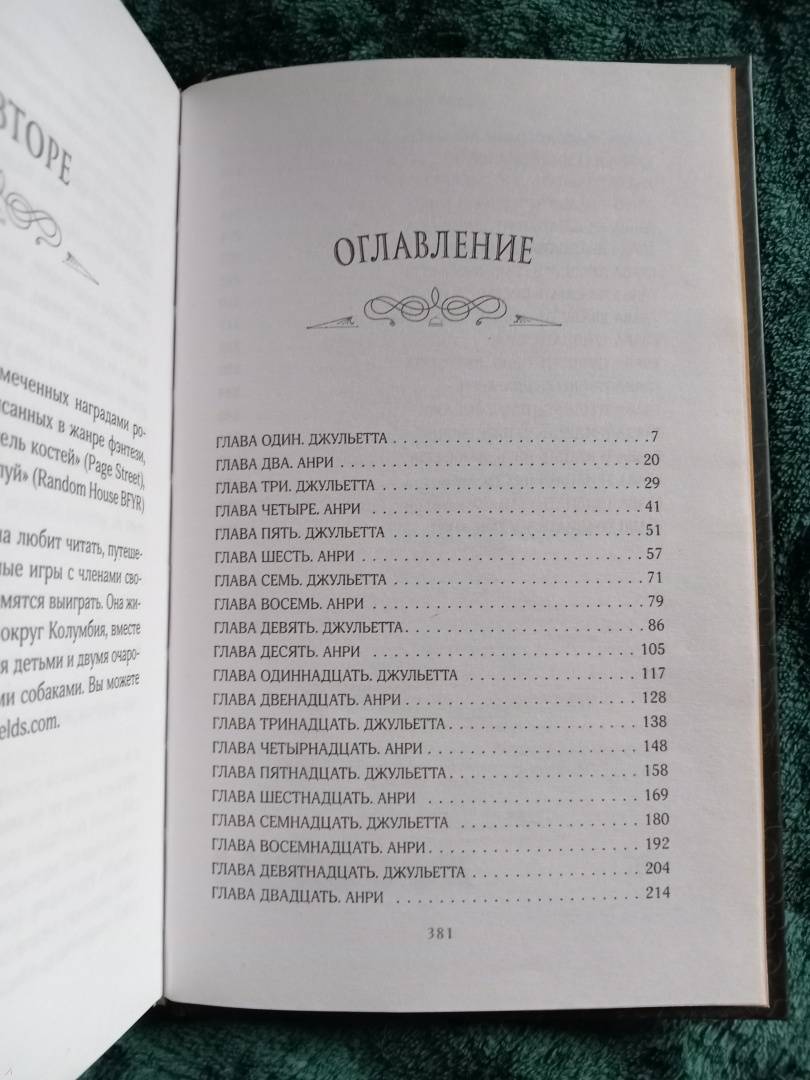 ВТОРЕ
меченных наградами ро-
санных в жанре фэнтези,
ель костей» (Page Street),
луй» (Random House BFYR)
на любит читать, путеше-
ные игры с членами сво-
мятся выиграть. Она жи-
округ Колумбия, вместе
я детьми и двумя очаро-
ми собаками. Вы можете
elds.com.
ОГЛАВЛЕНИЕ
ГЛАВА ОДИН. ДЖУЛЬЕТТА . . . . . . . . . . . . . . . . . . . . . . . 7
ГЛАВА ДВА. АНРИ . . . . . . . . . . . . . . . . . . . . . . . . . . . 20
ГЛАВА ТРИ. ДЖУЛЬЕТТА . . . . . . . . . . . . . . . . . . . . . . . 29
ГЛАВА ЧЕТЫРЕ. АНРИ . . . . . . . . . . . . . . . . . . . . . . . . 41
ГЛАВА ПЯТЬ. ДЖУЛЬЕТТА . . . . . . . . . . . . . . . . . . . . . . 51
ГЛАВА ШЕСТЬ. АНРИ . . . . . . . . . . . . . . . . . . . . . . . . . 57
ГЛАВА СЕМЬ. ДЖУЛЬЕТТА . . . . . . . . . . . . . . . . . . . . . . 71
ГЛАВА ВОСЕМЬ. АНРИ . . . . . . . . . . . . . . . . . . . . . . . . 79
ГЛАВА ДЕВЯТЬ. ДЖУЛЬЕТТА . . . . . . . . . . . . . . . . . . . . . 86
ГЛАВА ДЕСЯТЬ. АНРИ . . . . . . . . . . . . . . . . . . . . . . . . 105
ГЛАВА ОДИННАДЦАТЬ. ДЖУЛЬЕТТА . . . . . . . . . . . . . . . . 117
ГЛАВА ДВЕНАДЦАТЬ. АНРИ . . . . . . . . . . . . . . . . . . . . . 128
ГЛАВА ТРИНАДЦАТЬ. ДЖУЛЬЕТТА . . . . . . . . . . . . . . . . . 138
ГЛАВА ЧЕТЫРНАДЦАТЬ. АНРИ . . . . . . . . . . . . . . . . . . . 148
ГЛАВА ПЯТНАДЦАТЬ. ДЖУЛЬЕТТА . . . . . . . . . . . . . . . . . 158
ГЛАВА ШЕСТНАДЦАТЬ. АНРИ . . . . . . . . . . . . . . . . . . . . 169
ГЛАВА СЕМНАДЦАТЬ. ДЖУЛЬЕТТА . . . . . . . . . . . . . . . . . 180
ГЛАВА ВОСЕМНАДЦАТЬ. АНРИ . . . . . . . . . . . . . . . . . . . 192
ГЛАВА ДЕВЯТНАДЦАТЬ. ДЖУЛЬЕТТА . . . . . . . . . . . . . . . . 204
ГЛАВА ДВАДЦАТЬ. АНРИ . . . . . . . . . . . . . . . . . . . . . . 214
381